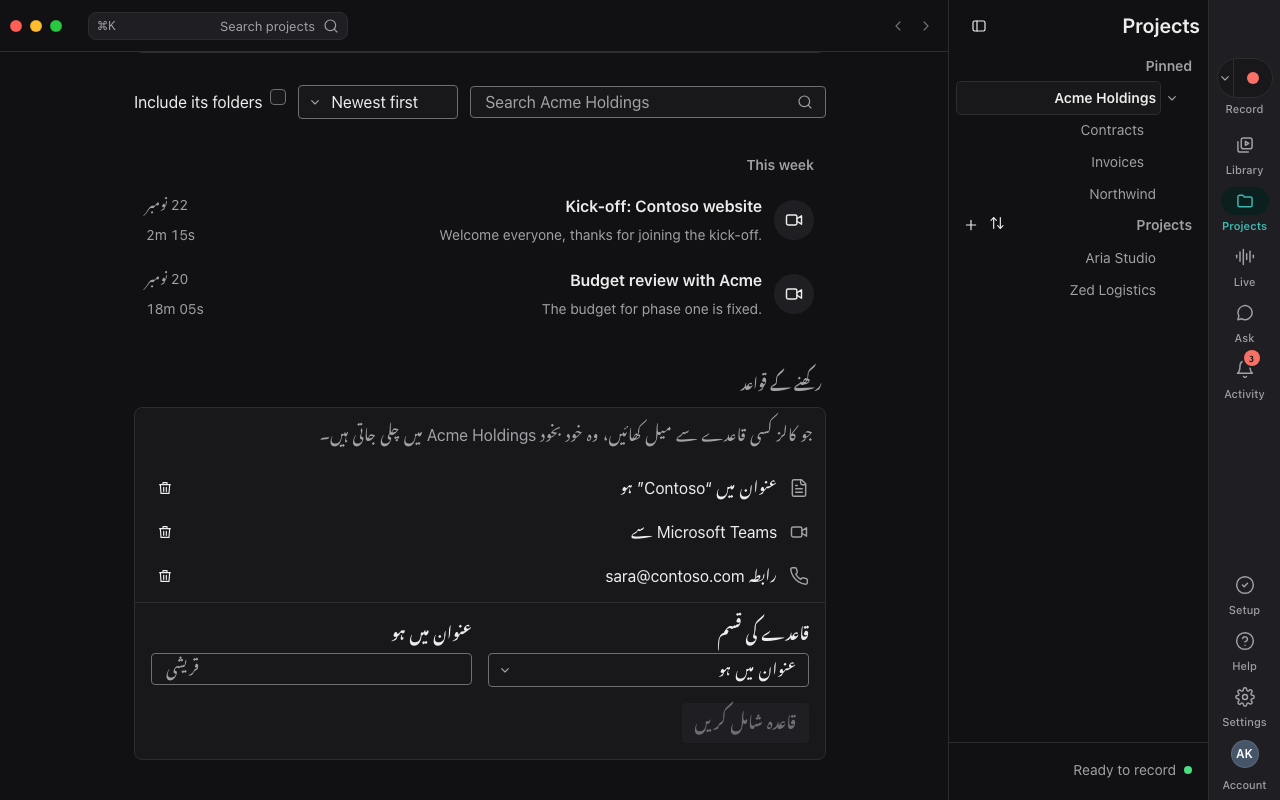 ⌘K
Search projects
Projects
Pinned
Acme Holdings
Contracts
Invoices
Northwind
Projects
Aria Studio
Zed Logistics
Ready to record
Record
Library
Projects
Live
Ask
3
Activity
Setup
Help
Settings
AK
Account
Search Acme Holdings
Newest first
Include its folders
This week
Kick-off: Contoso website
22 نومبر
Welcome everyone, thanks for joining the kick-off.
2m 15s
Budget review with Acme
20 نومبر
The budget for phase one is fixed.
18m 05s
رکھنے کے قواعد
جو کالز کسی قاعدے سے میل کھائیں، وہ خود بخود Acme Holdings میں چلی جاتی ہیں۔
عنوان میں “Contoso” ہو
Microsoft Teams سے
رابطہ sara@contoso.com
قاعدے کی قسم
عنوان میں ہو
عنوان میں ہو
قریشی
قاعدہ شامل کریں